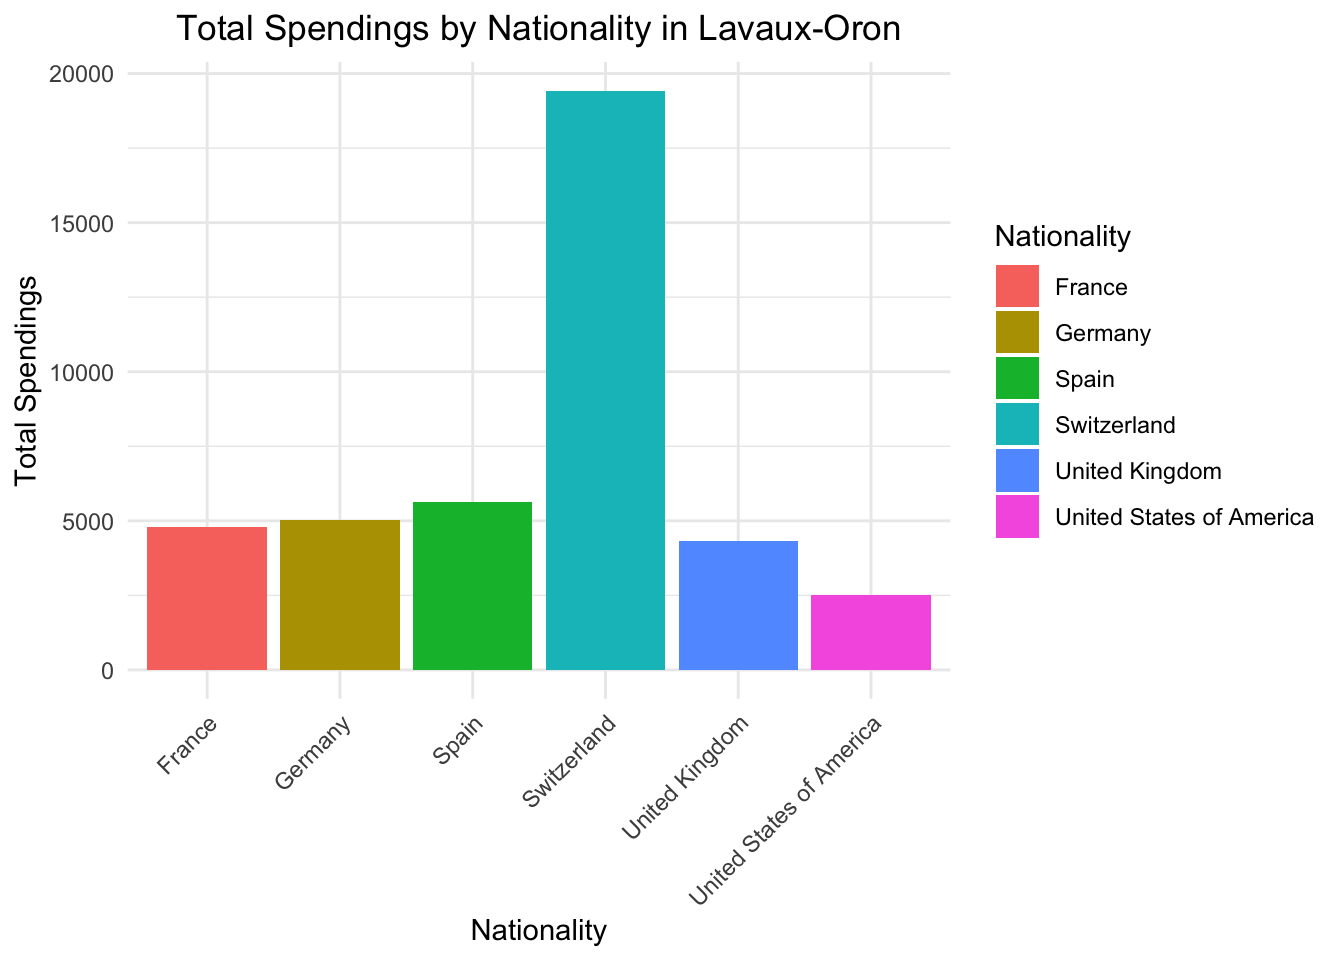 Total Spendings by Nationality in Lavaux-Oron
Total Spendings
20000
15000
10000
5000
0
France
Germany
Spain
Switzerland
United Kingdom
United States of America
Nationality
Nationality
France
Germany
Spain
Switzerland
United Kingdom
United States of America